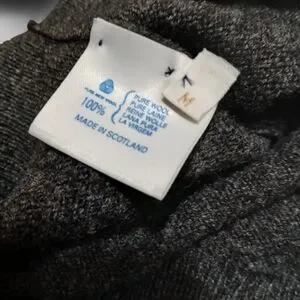 PURE NEW WOOL
100%
PURE WOOL
PURE LAINE
REINE WOLLE
LANA PURA
LA VIRGEM
MADE IN SCOTLAND
M